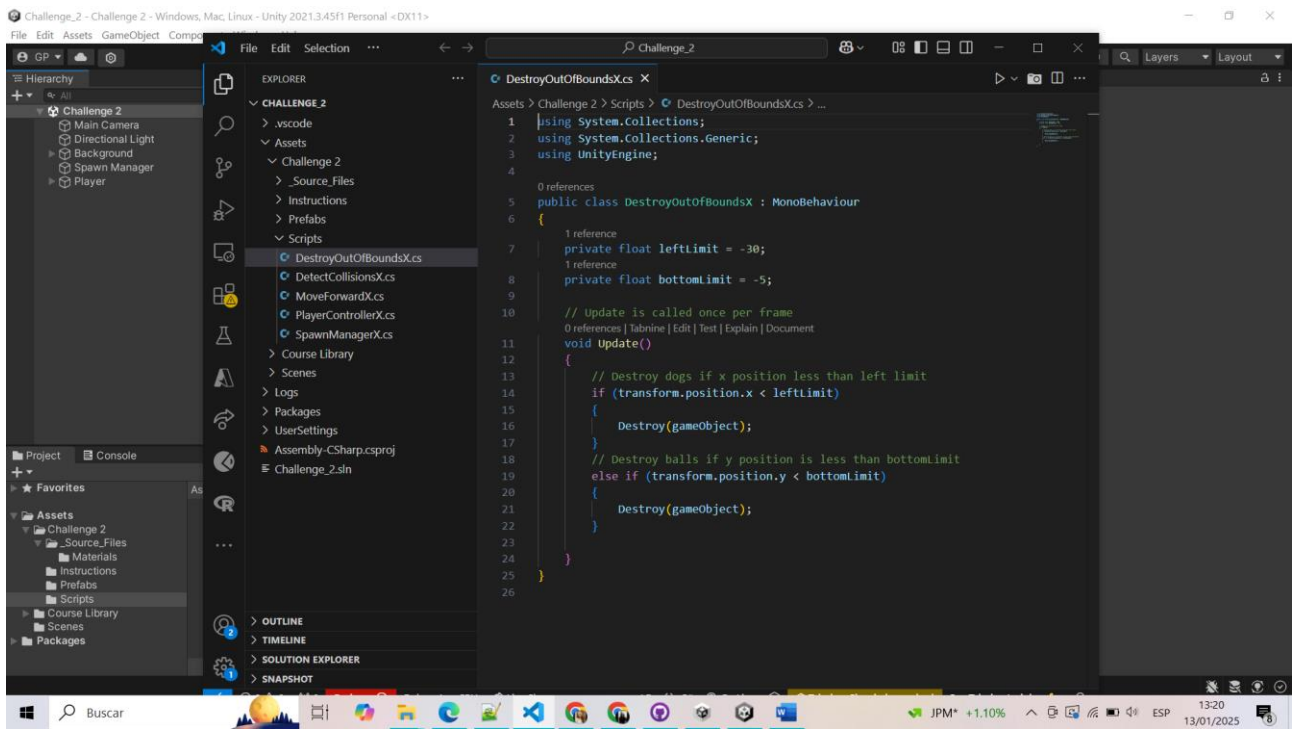 Challenge_2 - Challenge 2 - Windows, Mac, Linux - Unity 2021.3.45f1 Personal <DX11>
File Edit Assets GameObject Compo
GP
Layers
Layout
Hierarchy
All
Challenge 2
Main Camera
Directional Light
Background
Spawn Manager
Player
Project
Console
Favorites
As
Assets
Challenge 2
_Source_Files
Materials
Instructions
Prefabs
Scripts
Course Library
Scenes
Packages
File Edit Selection ···
Challenge_2
EXPLORER
CHALLENGE_2
.vscode
Assets
Challenge 2
_Source_Files
Instructions
Prefabs
Scripts
DestroyOutOfBoundsX.cs
DetectCollisionsX.cs
MoveForwardX.cs
PlayerControllerX.cs
SpawnManagerX.cs
Course Library
Scenes
Logs
Packages
UserSettings
Assembly-CSharp.csproj
Challenge_2.sln
OUTLINE
TIMELINE
SOLUTION EXPLORER
SNAPSHOT
2
1
DestroyOutOfBoundsX.cs
Assets > Challenge 2 > Scripts > DestroyOutOfBoundsX.cs > ...
1 using System.Collections;
2 using System.Collections.Generic;
3 using UnityEngine;
4
0 references
5 public class DestroyOutOfBoundsX : MonoBehaviour
6 {
1 reference
7 private float leftLimit = -30;
1 reference
8 private float bottomLimit = -5;
9
10 // Update is called once per frame
0 references | Tabnine | Edit | Test | Explain | Document
11 void Update()
12 {
13 // Destroy dogs if x position less than left limit
14 if (transform.position.x < leftLimit)
15 {
16 Destroy(gameObject);
17 }
18 // Destroy balls if y position is less than bottomLimit
19 else if (transform.position.y < bottomLimit)
20 {
21 Destroy(gameObject);
22 }
23
24 }
25 }
26
Buscar
JPM* +1.10%
ESP
13:20
13/01/2025
8